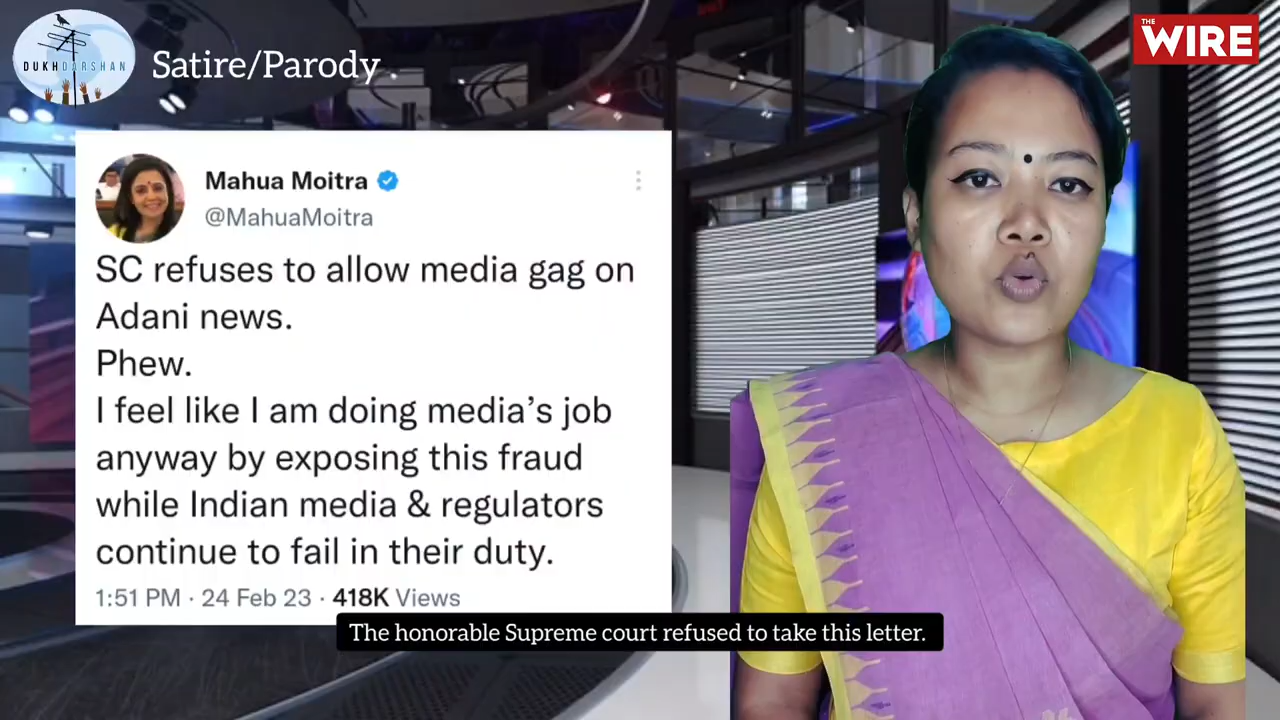 DUKHDARSHAN
Satire/Parody
THE
WIRE
Mahua Moitra
@MahuaMoitra
SC refuses to allow media gag on
Adani news.
Phew.
I feel like I am doing media’s job
anyway by exposing this fraud
while Indian media & regulators
continue to fail in their duty.
1:51 PM · 24 Feb 23 · 418K Views
The honorable Supreme court refused to take this letter.